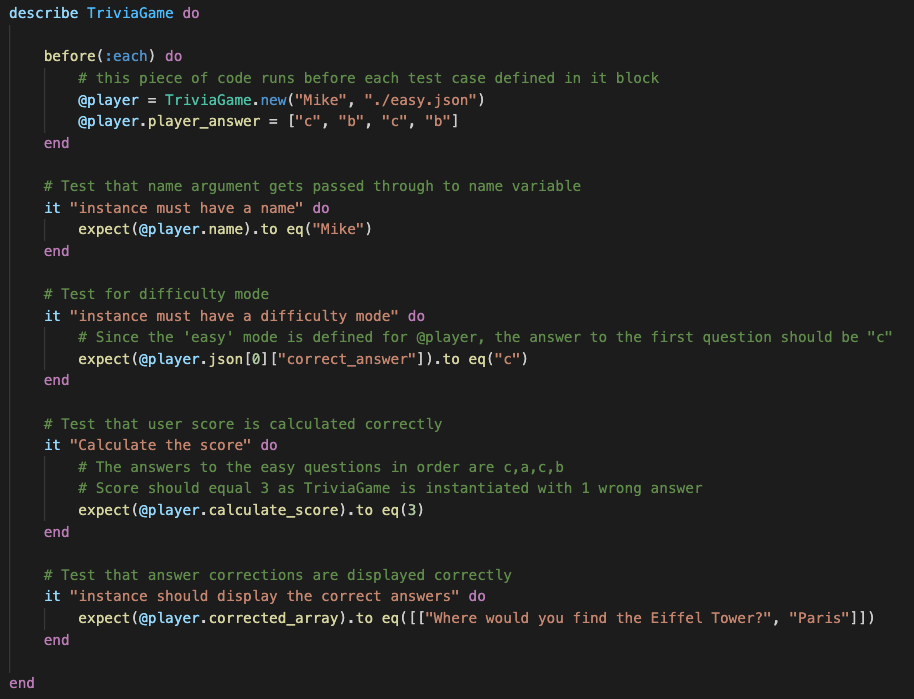 describe TriviaGame do
before(:each) do
# this piece of code runs before each test case defined in it block
@player = TriviaGame.new("Mike", "./easy.json")
@player.player_answer = ["c", "b", "c", "b"]
end
# Test that name argument gets passed through to name variable
it "instance must have a name" do
expect(@player.name).to eq("Mike")
end
# Test for difficulty mode
it "instance must have a difficulty mode" do
# Since the 'easy' mode is defined for @player, the answer to the first question should be "c"
expect(@player.json[0]["correct_answer"]).to eq("c")
end
# Test that user score is calculated correctly
it "Calculate the score" do
# The answers to the easy questions in order are c,a,c,b
# Score should equal 3 as TriviaGame is instantiated with 1 wrong answer
expect(@player.calculate_score).to eq(3)
end
# Test that answer corrections are displayed correctly
it "instance should display the correct answers" do
expect(@player.corrected_array).to eq([["Where would you find the Eiffel Tower?", "Paris"]])
end
end